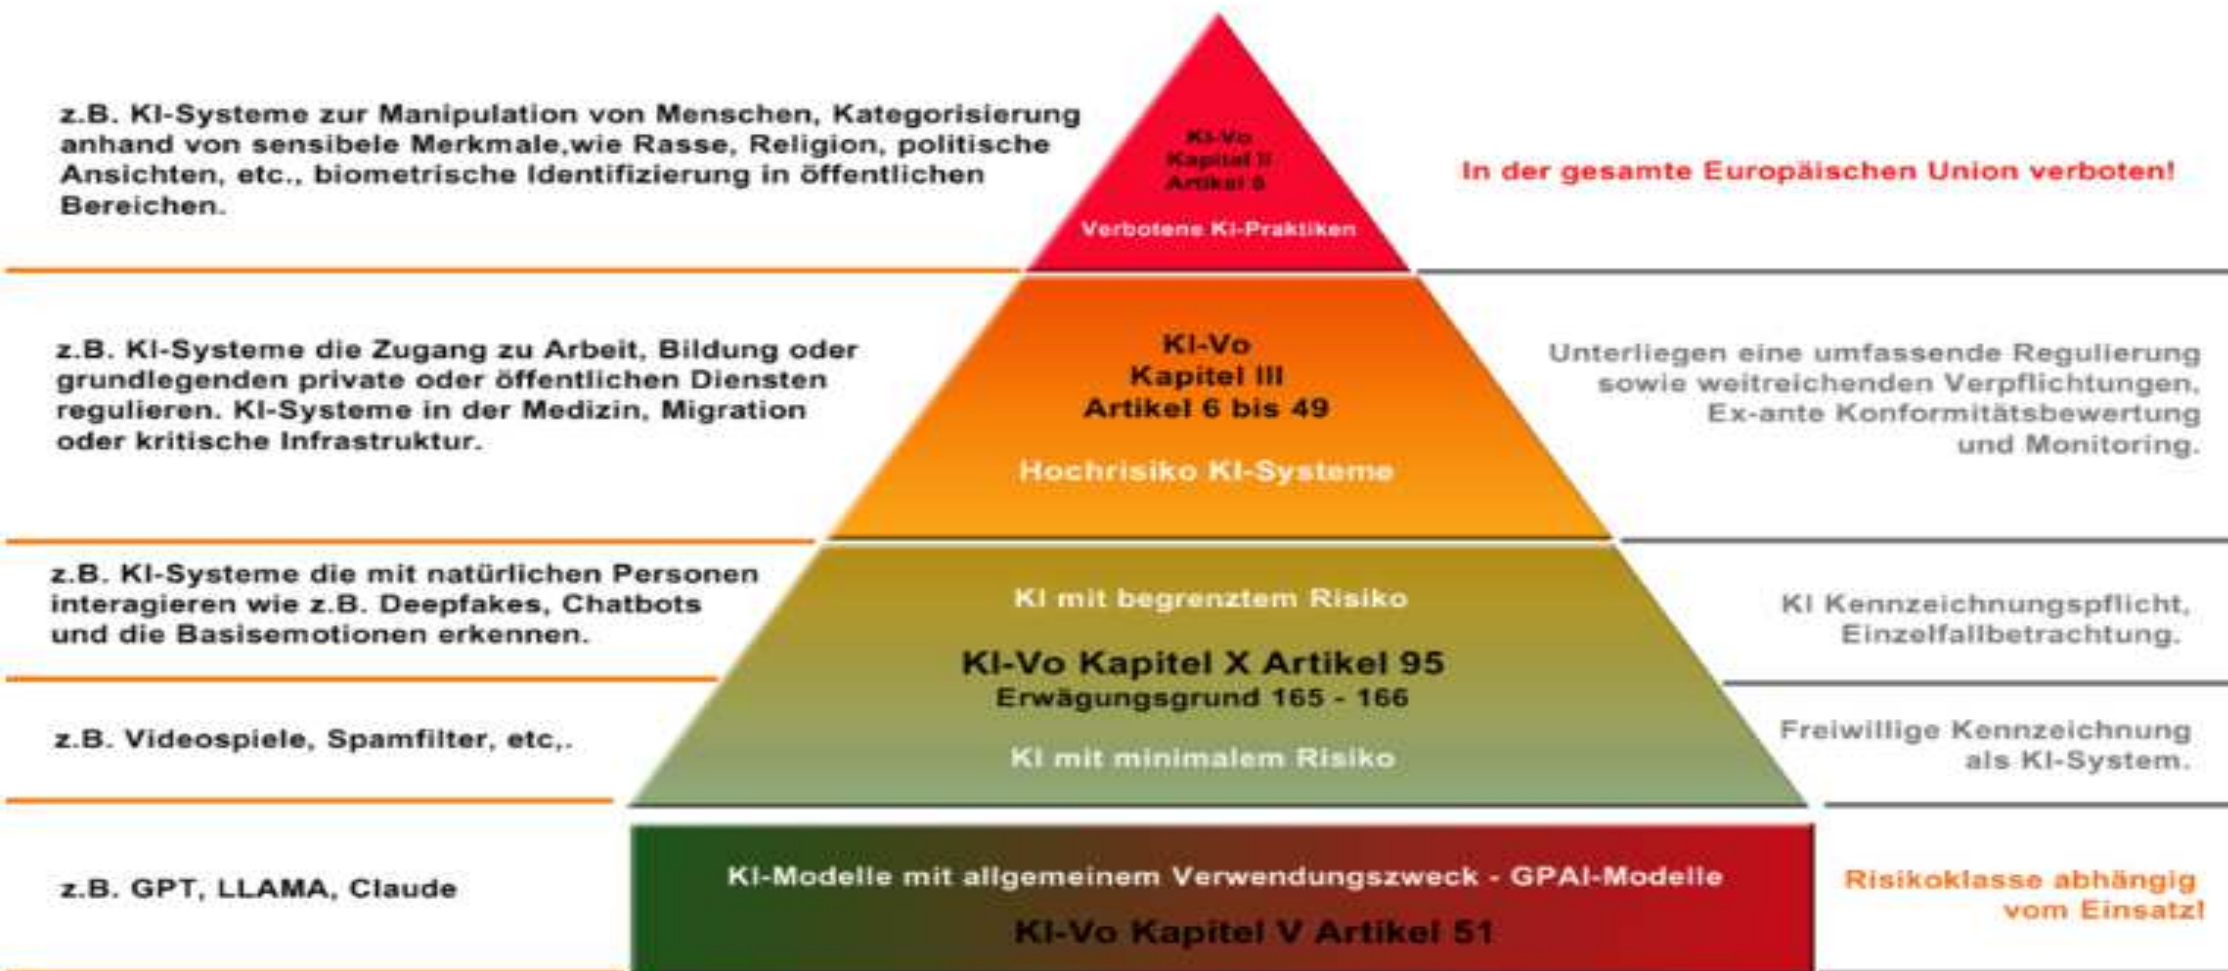 z.B. KI-Systeme zur Manipulation von Menschen, Kategorisierung
anhand von sensibele Merkmale,wie Rasse, Religion, politische
Ansichten, etc., biometrische Identifizierung in öffentlichen
Bereichen.
KI-Vo
Kapitel II
Artikel 5
Verbotene KI-Praktiken
In der gesamte Europäischen Union verboten!
z.B. KI-Systeme die Zugang zu Arbeit, Bildung oder
grundlegenden private oder öffentlichen Diensten
regulieren. KI-Systeme in der Medizin, Migration
oder kritische Infrastruktur.
KI-Vo
Kapitel III
Artikel 6 bis 49
Hochrisiko KI-Systeme
Unterliegen eine umfassende Regulierung
sowie weitreichenden Verpflichtungen,
Ex-ante Konformitätsbewertung
und Monitoring.
z.B. KI-Systeme die mit natürlichen Personen
interagieren wie z.B. Deepfakes, Chatbots
und die Basisemotionen erkennen.
KI mit begrenztem Risiko
KI Kennzeichnungspflicht,
Einzelfallbetrachtung.
KI-Vo Kapitel X Artikel 95
Erwägungsgrund 165 - 166
z.B. Videospiele, Spamfilter, etc,.
KI mit minimalem Risiko
Freiwillige Kennzeichnung
als KI-System.
z.B. GPT, LLAMA, Claude
KI-Modelle mit allgemeinem Verwendungszweck - GPAI-Modelle
KI-Vo Kapitel V Artikel 51
Risikoklasse abhängig
vom Einsatz!